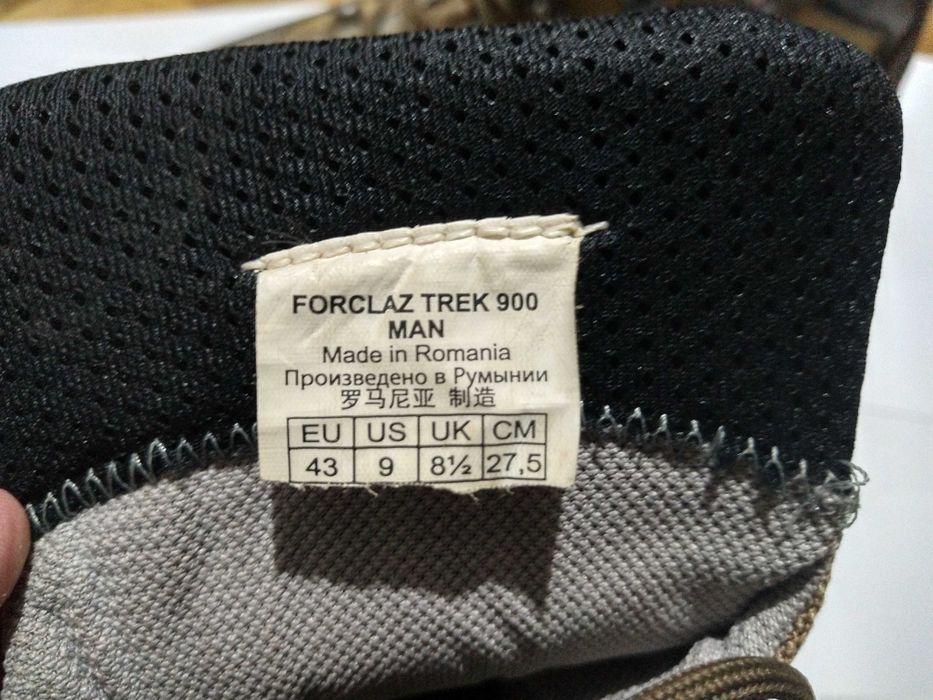 FORCLAZ TREK 900
MAN
Made in Romania
Произведено в Румынии
罗马尼亚 制造
EU US UK CM
43 9 8½ 27,5